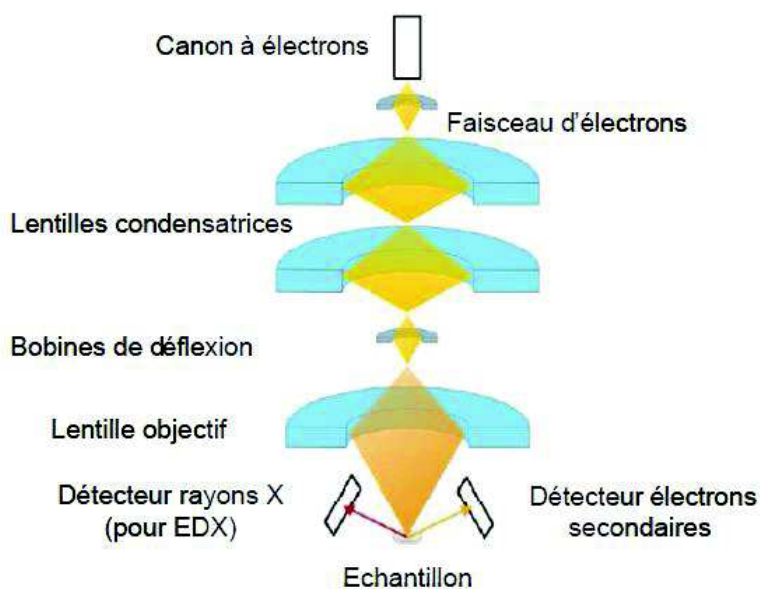 Canon à électrons
Faisceau d'électrons
Lentilles condensatrices
Bobines de déflexion
Lentille objectif
Détecteur rayons X
(pour EDX)
Détecteur électrons
secondaires
Echantillon